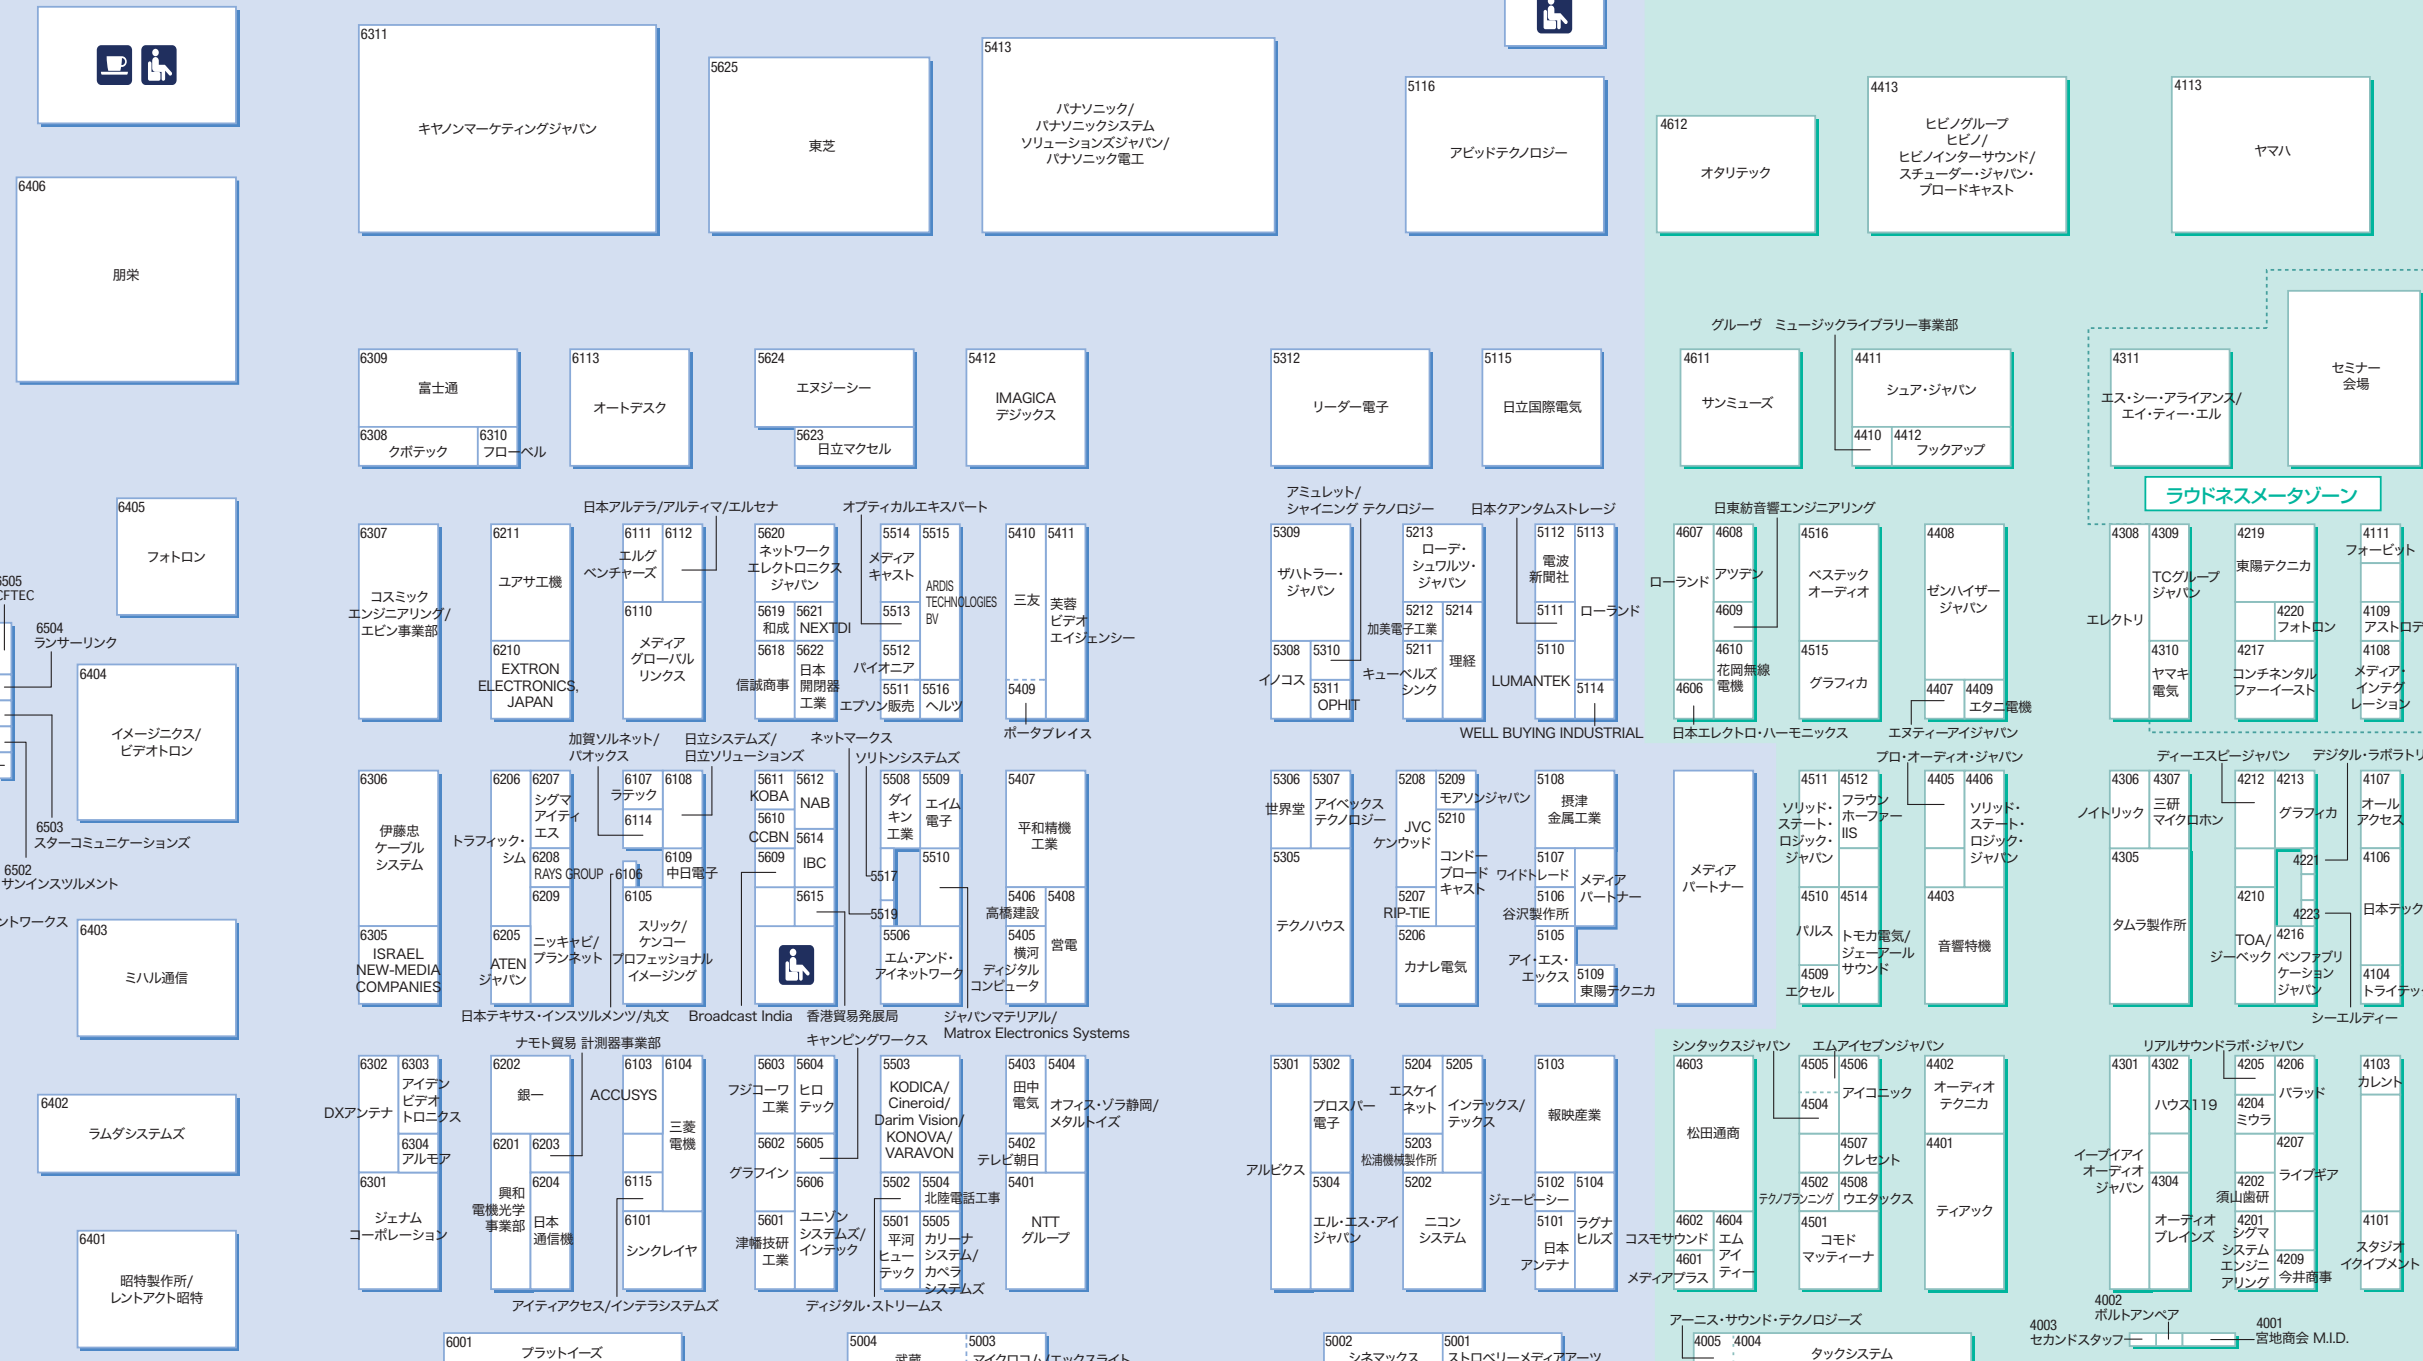 6311
キヤノンマーケティングジャパン
5625
東芝
5413
パナソニック/
パナソニックシステム
ソリューションズジャパン/
パナソニック電工
5116
アビッドテクノロジー
4612
オタリテック
4413
ヒビノグループ
ヒビノ/
ヒビノインターサウンド/
スチューダー・ジャパン・
ブロードキャスト
4113
ヤマハ
6406
朋栄
6309
富士通
6308
クボテック
6310
フローベル
6113
オートデスク
5624
エヌジーシー
5623
日立マクセル
5412
IMAGICA
デジックス
5312
リーダー電子
5115
日立国際電気
グルーヴ ミュージックライブラリー事業部
4611
サンミューズ
4411
シュア・ジャパン
4410
4412
フックアップ
4311
エス・シー・アライアンス/
エイ・ティー・エル
セミナー
会場
ラウドネスメータゾーン
6405
フォトロン
6505
CFTEC
6504
ランサーリンク
6404
イメージニクス/
ビデオトロン
6503
スターコミュニケーションズ
6502
サンインスツルメント
ントワークス
6403
ミハル通信
6402
ラムダシステムズ
6401
昭特製作所/
レントアクト昭特
6307
コスミック
エンジニアリング/
エビン事業部
6211
ユアサ工機
6210
EXTRON
ELECTRONICS,
JAPAN
日本アルテラ/アルティマ/エルセナ
6111
エルグ
ベンチャーズ
6112
6110
メディア
グローバル
リンクス
5620
ネットワーク
エレクトロニクス
ジャパン
5619
和成
5621
NEXTDI
5618
信誠商事
5622
日本
開閉器
工業
オプティカルエキスパート
5514
メディア
キャスト
5515
ARDIS
TECHNOLOGIES
BV
5513
5512
パイオニア
5511
エプソン販売
5516
ヘルツ
5410
三友
5411
芙蓉
ビデオ
エイジェンシー
5409
ポータブレイス
アミュレット/
シャイニング テクノロジー
5309
ザハトラー・
ジャパン
5308
イノコス
5310
5311
OPHIT
5213
ローデ・
シュワルツ・
ジャパン
5212
加美電子工業
5214
理経
5211
キューベルズ
シンク
日本クアンタムストレージ
5112
電波
新聞社
5113
ローランド
5111
5110
LUMANTEK
5114
WELL BUYING INDUSTRIAL
日東紡音響エンジニアリング
4607
ローランド
4608
アツデン
4609
4610
花岡無線
電機
4606
日本エレクトロ・ハーモニックス
4516
ベステック
オーディオ
4515
グラフィカ
4408
ゼンハイザー
ジャパン
4407
4409
エタニ電機
エヌティーアイジャパン
4308
エレクトリ
4309
TCグループ
ジャパン
4310
ヤマキ
電気
4219
東陽テクニカ
4220
フォトロン
4217
コンチネンタル
ファーイースト
4111
フォービット
4109
アストロデ
4108
メディア・
インテグ
レーション
6306
伊藤忠
ケーブル
システム
6305
ISRAEL
NEW-MEDIA
COMPANIES
6206
トラフィック・
シム
6207
シグマ
アイティ
エス
6208
RAYS GROUP
6209
ニッキャビ/
プランネット
6205
ATEN
ジャパン
加賀ソルネット/
パオックス
日立システムズ/
日立ソリューションズ
6107
ラテック
6108
6114
6109
中日電子
6106
6105
スリック/
ケンコー
プロフェッショナル
イメージング
日本テキサス・インスツルメンツ/丸文
5611
KOBA
5612
NAB
5610
CCBN
5614
IBC
5609
5615
Broadcast India
香港貿易発展局
ネットマークス
ソリトンシステムズ
5508
ダイ
キン
工業
5509
エイム
電子
5510
5517
5519
5506
エム・アンド・
アイネットワーク
ジャパンマテリアル/
Matrox Electronics Systems
5407
平和精機
工業
5406
高橋建設
5408
営電
5405
横河
ディジタル
コンピュータ
5306
世界堂
5307
アイベックス
テクノロジー
5305
テクノハウス
5208
JVC
ケンウッド
5209
モアソンジャパン
5210
コンドー
ブロード
キャスト
5207
RIP-TIE
5206
カナレ電気
5108
摂津
金属工業
5107
ワイドトレード
メディア
パートナー
5106
谷沢製作所
5105
アイ・エス・
エックス
5109
東陽テクニカ
メディア
パートナー
プロ・オーディオ・ジャパン
4511
ソリッド・
ステート・
ロジック・
ジャパン
4512
フラウン
ホーファー
IIS
4510
パルス
4514
トモカ電気/
ジェーアール
サウンド
4509
エクセル
4405
4406
ソリッド・
ステート・
ロジック・
ジャパン
4403
音響特機
4306
ノイトリック
4307
三研
マイクロホン
4305
タムラ製作所
ディーエスピージャパン
4212
4213
グラフィカ
4221
4223
4210
TOA/
ジーベック
4216
ベンファブリ
ケーション
ジャパン
シーエルディー
デジタル・ラボラトリ
4107
オール
アクセス
4106
日本テック
4104
トライテッ
6302
DXアンテナ
6303
アイデン
ビデオ
トロニクス
6304
アルモア
6301
ジェナム
コーポレーション
ナモト貿易 計測器事業部
6202
銀一
6201
興和
電機光学
事業部
6203
6204
日本
通信機
6103
ACCUSYS
6104
三菱
電機
6115
6101
シンクレイヤ
アイティアクセス/インテラシステムズ
キャンピングワークス
5603
フジコーワ
工業
5604
ヒロ
テック
5602
グラフイン
5605
5606
ユニゾン
システムズ/
インテック
5601
津幡技研
工業
5503
KODICA/
Cineroid/
Darim Vision/
KONOVA/
VARAVON
5502
5504
北陸電話工事
5501
平河
ヒュー
テック
5505
カリーナ
システム/
カペラ
システムズ
ディジタル・ストリームス
5403
田中
電気
5404
オフィス・ゾラ静岡/
メタルトイズ
5402
テレビ朝日
5401
NTT
グループ
5301
アルビクス
5302
プロスパー
電子
5304
エル・エス・アイ
ジャパン
5204
エスケイ
ネット
5205
インテックス/
テックス
5203
松浦機械製作所
5202
ニコン
システム
5103
報映産業
5102
ジェービーシー
5104
ラグナ
ヒルズ
5101
日本
アンテナ
シンタックスジャパン
エムアイセブンジャパン
4603
松田通商
4602
コスモサウンド
4604
エム
アイ
ティー
4601
メディアプラス
4505
4506
アイコニック
4504
4507
クレセント
4502
テクノプランニング
4508
ウエタックス
4501
コモド
マッティーナ
4402
オーディオ
テクニカ
4401
ティアック
4301
イーブイアイ
オーディオ
ジャパン
4302
ハウス119
4304
オーディオ
ブレインズ
リアルサウンドラボ・ジャパン
4205
4206
バラッド
4204
ミウラ
4207
ライブギア
4202
須山歯研
4201
シグマ
システム
エンジニ
アリング
4209
今井商事
4103
カレント
4101
スタジオ
イクイプメント
6001
プラットイーズ
5004
武蔵
5003
マイクロコム/エックスライト
5002
シネマックス
5001
ストロベリーメディアアーツ
アーニス・サウンド・テクノロジーズ
4005
4004
タックシステム
4003
セカンドスタッフ
4002
ボルトアンペア
4001
宮地商会 M.I.D.